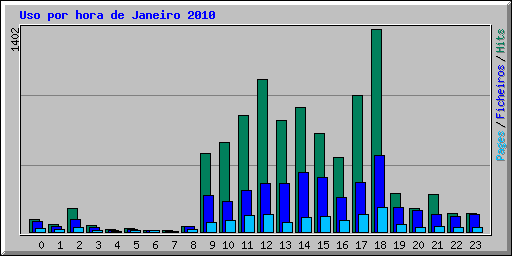 Uso por hora de Janeiro 2010
1402
Pages / Ficheiros / Hits
0 1 2 3 4 5 6 7 8 9 10 11 12 13 14 15 16 17 18 19 20 21 22 23